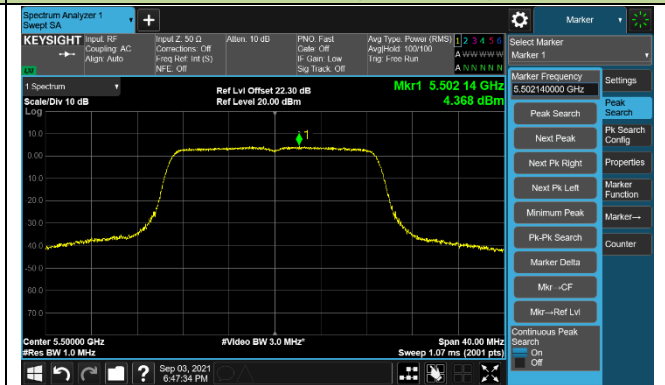 Spectrum Analyzer 1
Swept SA
+
Marker
KEYSIGHT
Input: RF
Coupling: AC
Align: Auto
Input Z: 50 Ω
Corrections: Off
Freq Ref: Int (S)
NFE: Off
Atten: 10 dB
PNO: Fast
Gate: Off
IF Gain: Low
Sig Track: Off
Avg Type: Power (RMS)
Avg|Hold: 100/100
Trig: Free Run
1 2 3 4 5 6
A W W W W W
A N N N N N
LXI
Select Marker
Marker 1
1 Spectrum
Scale/Div 10 dB
Log
Ref Lvl Offset 22.30 dB
Ref Level 20.00 dBm
Mkr1 5.502 14 GHz
4.368 dBm
Marker Frequency
5.502140000 GHz
Peak Search
Next Peak
Next Pk Right
Next Pk Left
Minimum Peak
Pk-Pk Search
Marker Delta
Mkr→CF
Mkr→Ref Lvl
Continuous Peak
Search
On
Off
Settings
Peak
Search
Pk Search
Config
Properties
Marker
Function
Marker→
Counter
1
10.0
0.00
-10.0
-20.0
-30.0
-40.0
-50.0
-60.0
-70.0
Center 5.50000 GHz
#Res BW 1.0 MHz
#Video BW 3.0 MHz*
Span 40.00 MHz
Sweep 1.07 ms (2001 pts)
?
Sep 03, 2021
6:47:34 PM